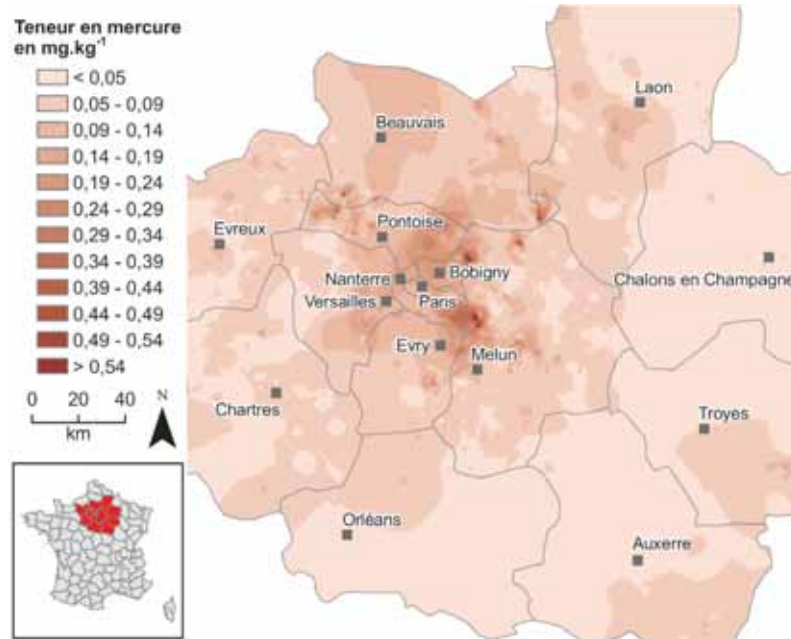 Teneur en mercure
en mg.kg⁻¹
< 0,05
0,05 - 0,09
0,09 - 0,14
0,14 - 0,19
0,19 - 0,24
0,24 - 0,29
0,29 - 0,34
0,34 - 0,39
0,39 - 0,44
0,44 - 0,49
0,49 - 0,54
> 0,54
0 20 40
km
N
Laon
Beauvais
Evreux
Pontoise
Chalons en Champagne
Nanterre
Bobigny
Versailles
Paris
Evry
Melun
Chartres
Troyes
Orléans
Auxerre